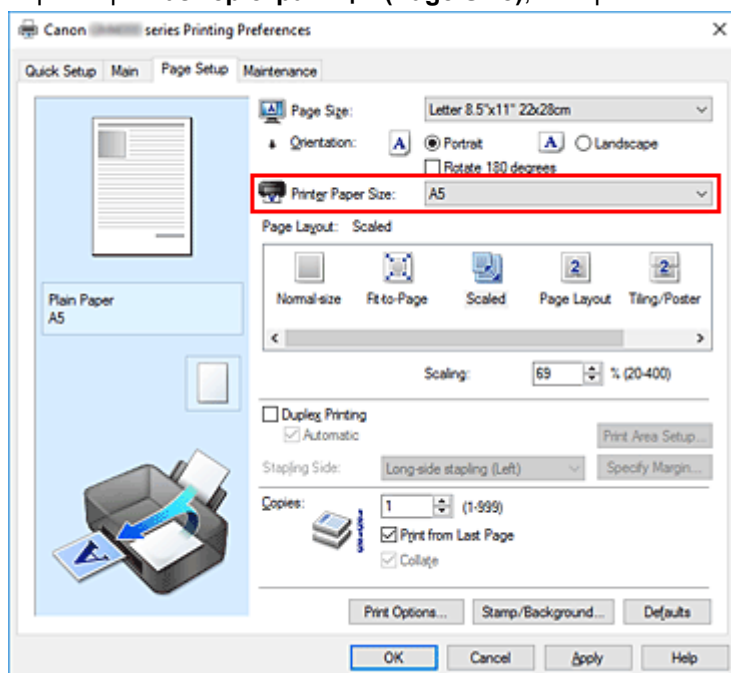 (Page Size),
Canon series Printing Preferences
Quick Setup Main Page Setup Maintenance
Page Size: Letter 8.5"x11" 22x28cm
Orientation: A Portrait A Landscape
Rotate 180 degrees
Printer Paper Size: A5
Page Layout: Scaled
Normal-size Fit-to-Page Scaled Page Layout Tiling/Poster
Plain Paper
A5
Scaling: 69 % (20-400)
Duplex Printing
Automatic
Print Area Setup...
Stapling Side: Long-side stapling (Left) Specify Margin...
Copies: 1 (1-999)
Print from Last Page
Collate
Print Options... Stamp/Background... Defaults
OK Cancel Apply Help